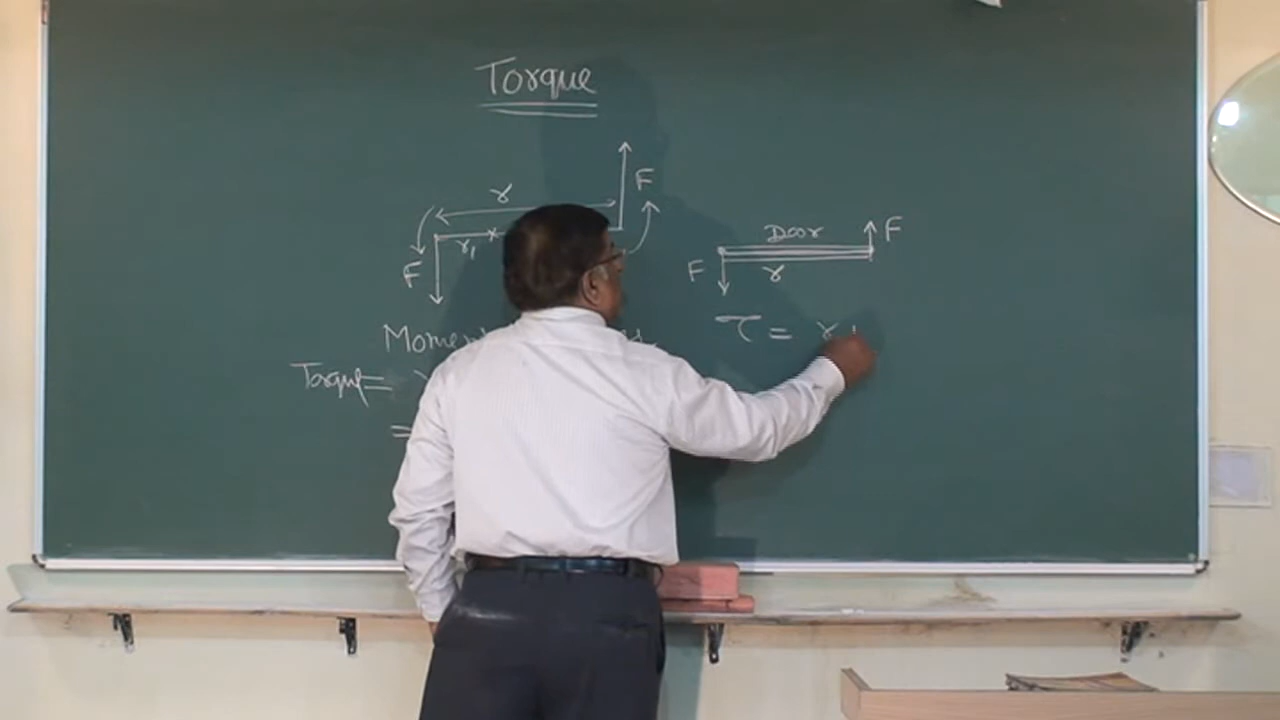 Torque
r
F
r₁
F
Torque =
=
Door
F
F
r
τ = r